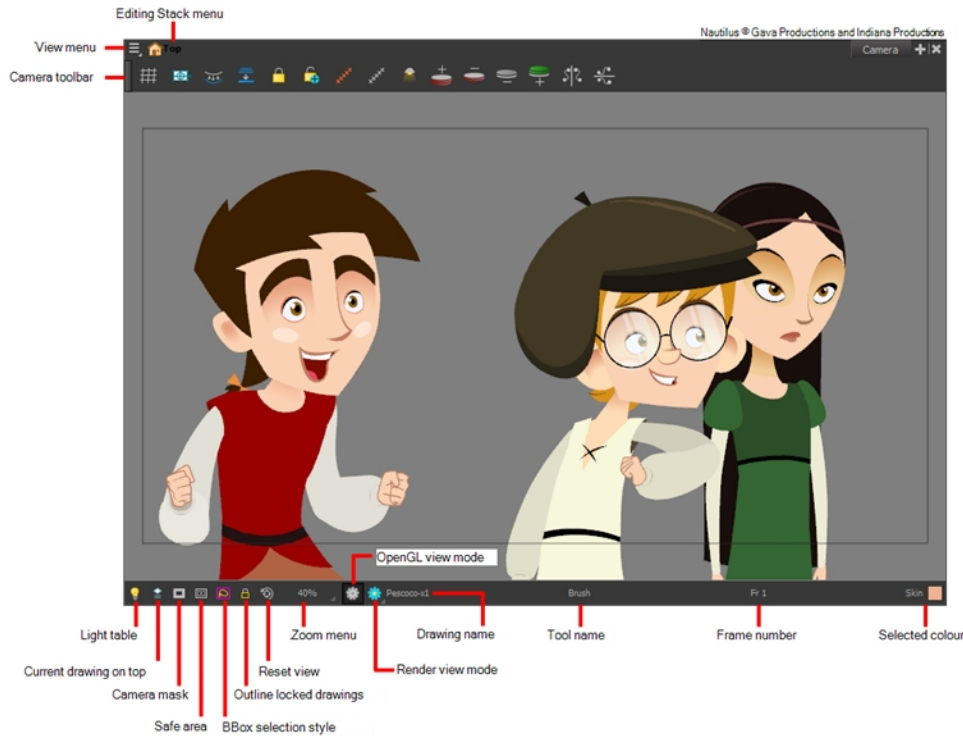 Editing Stack menu
Nautilus ® Gava Productions and Indiana Productions
View menu
Top
Camera
Camera toolbar
OpenGL view mode
40%
Pescoco-x1
Brush
Fr 1
Skin
Light table
Zoom menu
Drawing name
Tool name
Frame number
Selected colour
Current drawing on top
Reset view
Render view mode
Camera mask
Outline locked drawings
Safe area
BBox selection style